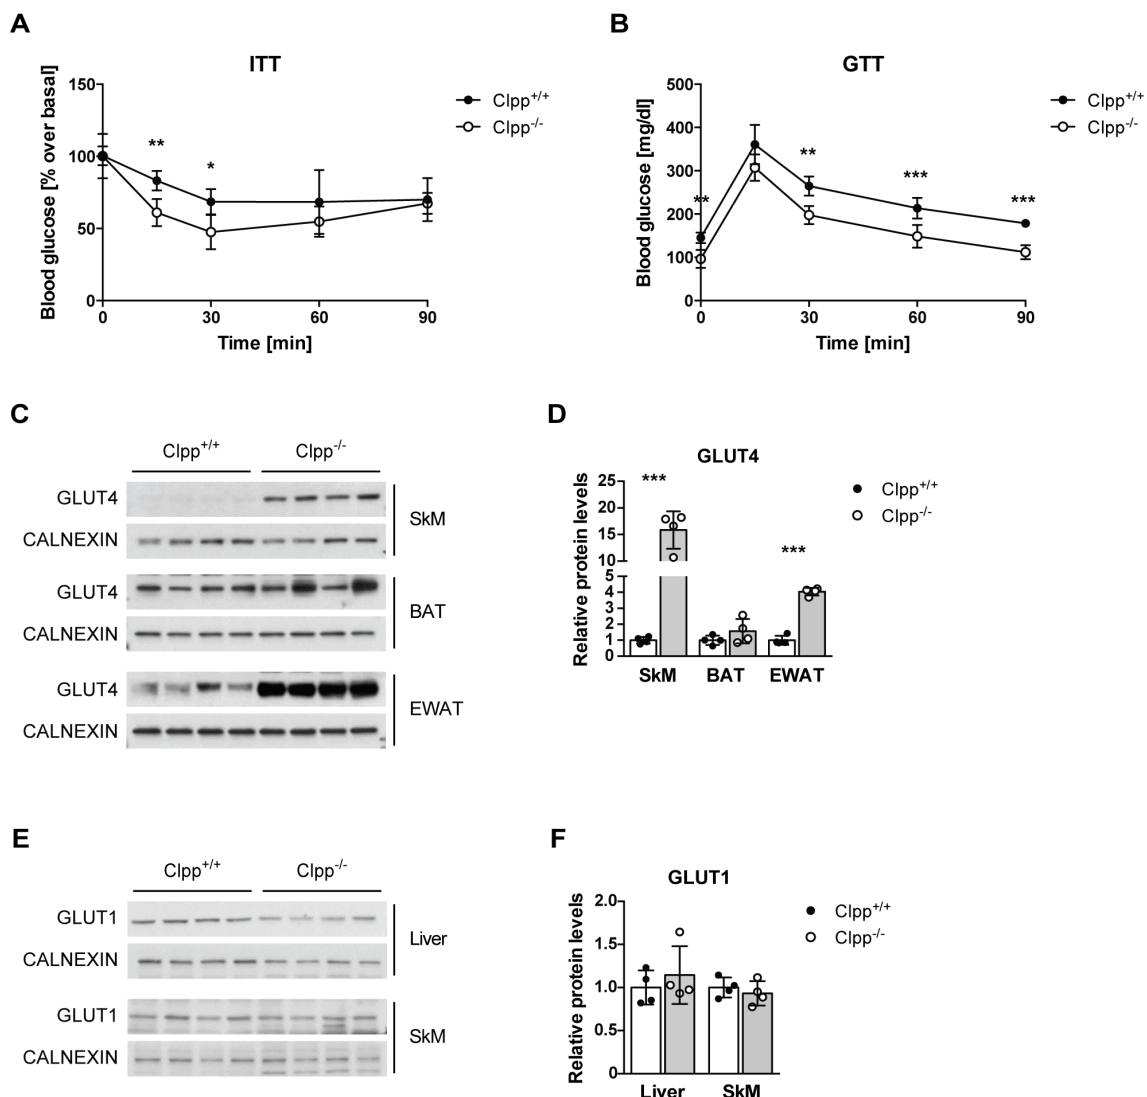 A
ITT
Blood glucose [% over basal]
150
100
50
0
**
*
0 30 60 90
Time [min]
Clpp+/+
Clpp-/-
B
GTT
Blood glucose [mg/dl]
500
400
300
200
100
0
**
**
***
***
0 30 60 90
Time [min]
Clpp+/+
Clpp-/-
C
Clpp+/+ Clpp-/-
GLUT4
CALNEXIN
SkM
GLUT4
CALNEXIN
BAT
GLUT4
CALNEXIN
EWAT
D
GLUT4
Relative protein levels
25
20
15
10
5
4
3
2
1
0
***
***
SkM BAT EWAT
Clpp+/+
Clpp-/-
E
Clpp+/+ Clpp-/-
GLUT1
CALNEXIN
Liver
GLUT1
CALNEXIN
SkM
F
GLUT1
Relative protein levels
2.0
1.5
1.0
0.5
0
Liver SkM
Clpp+/+
Clpp-/-